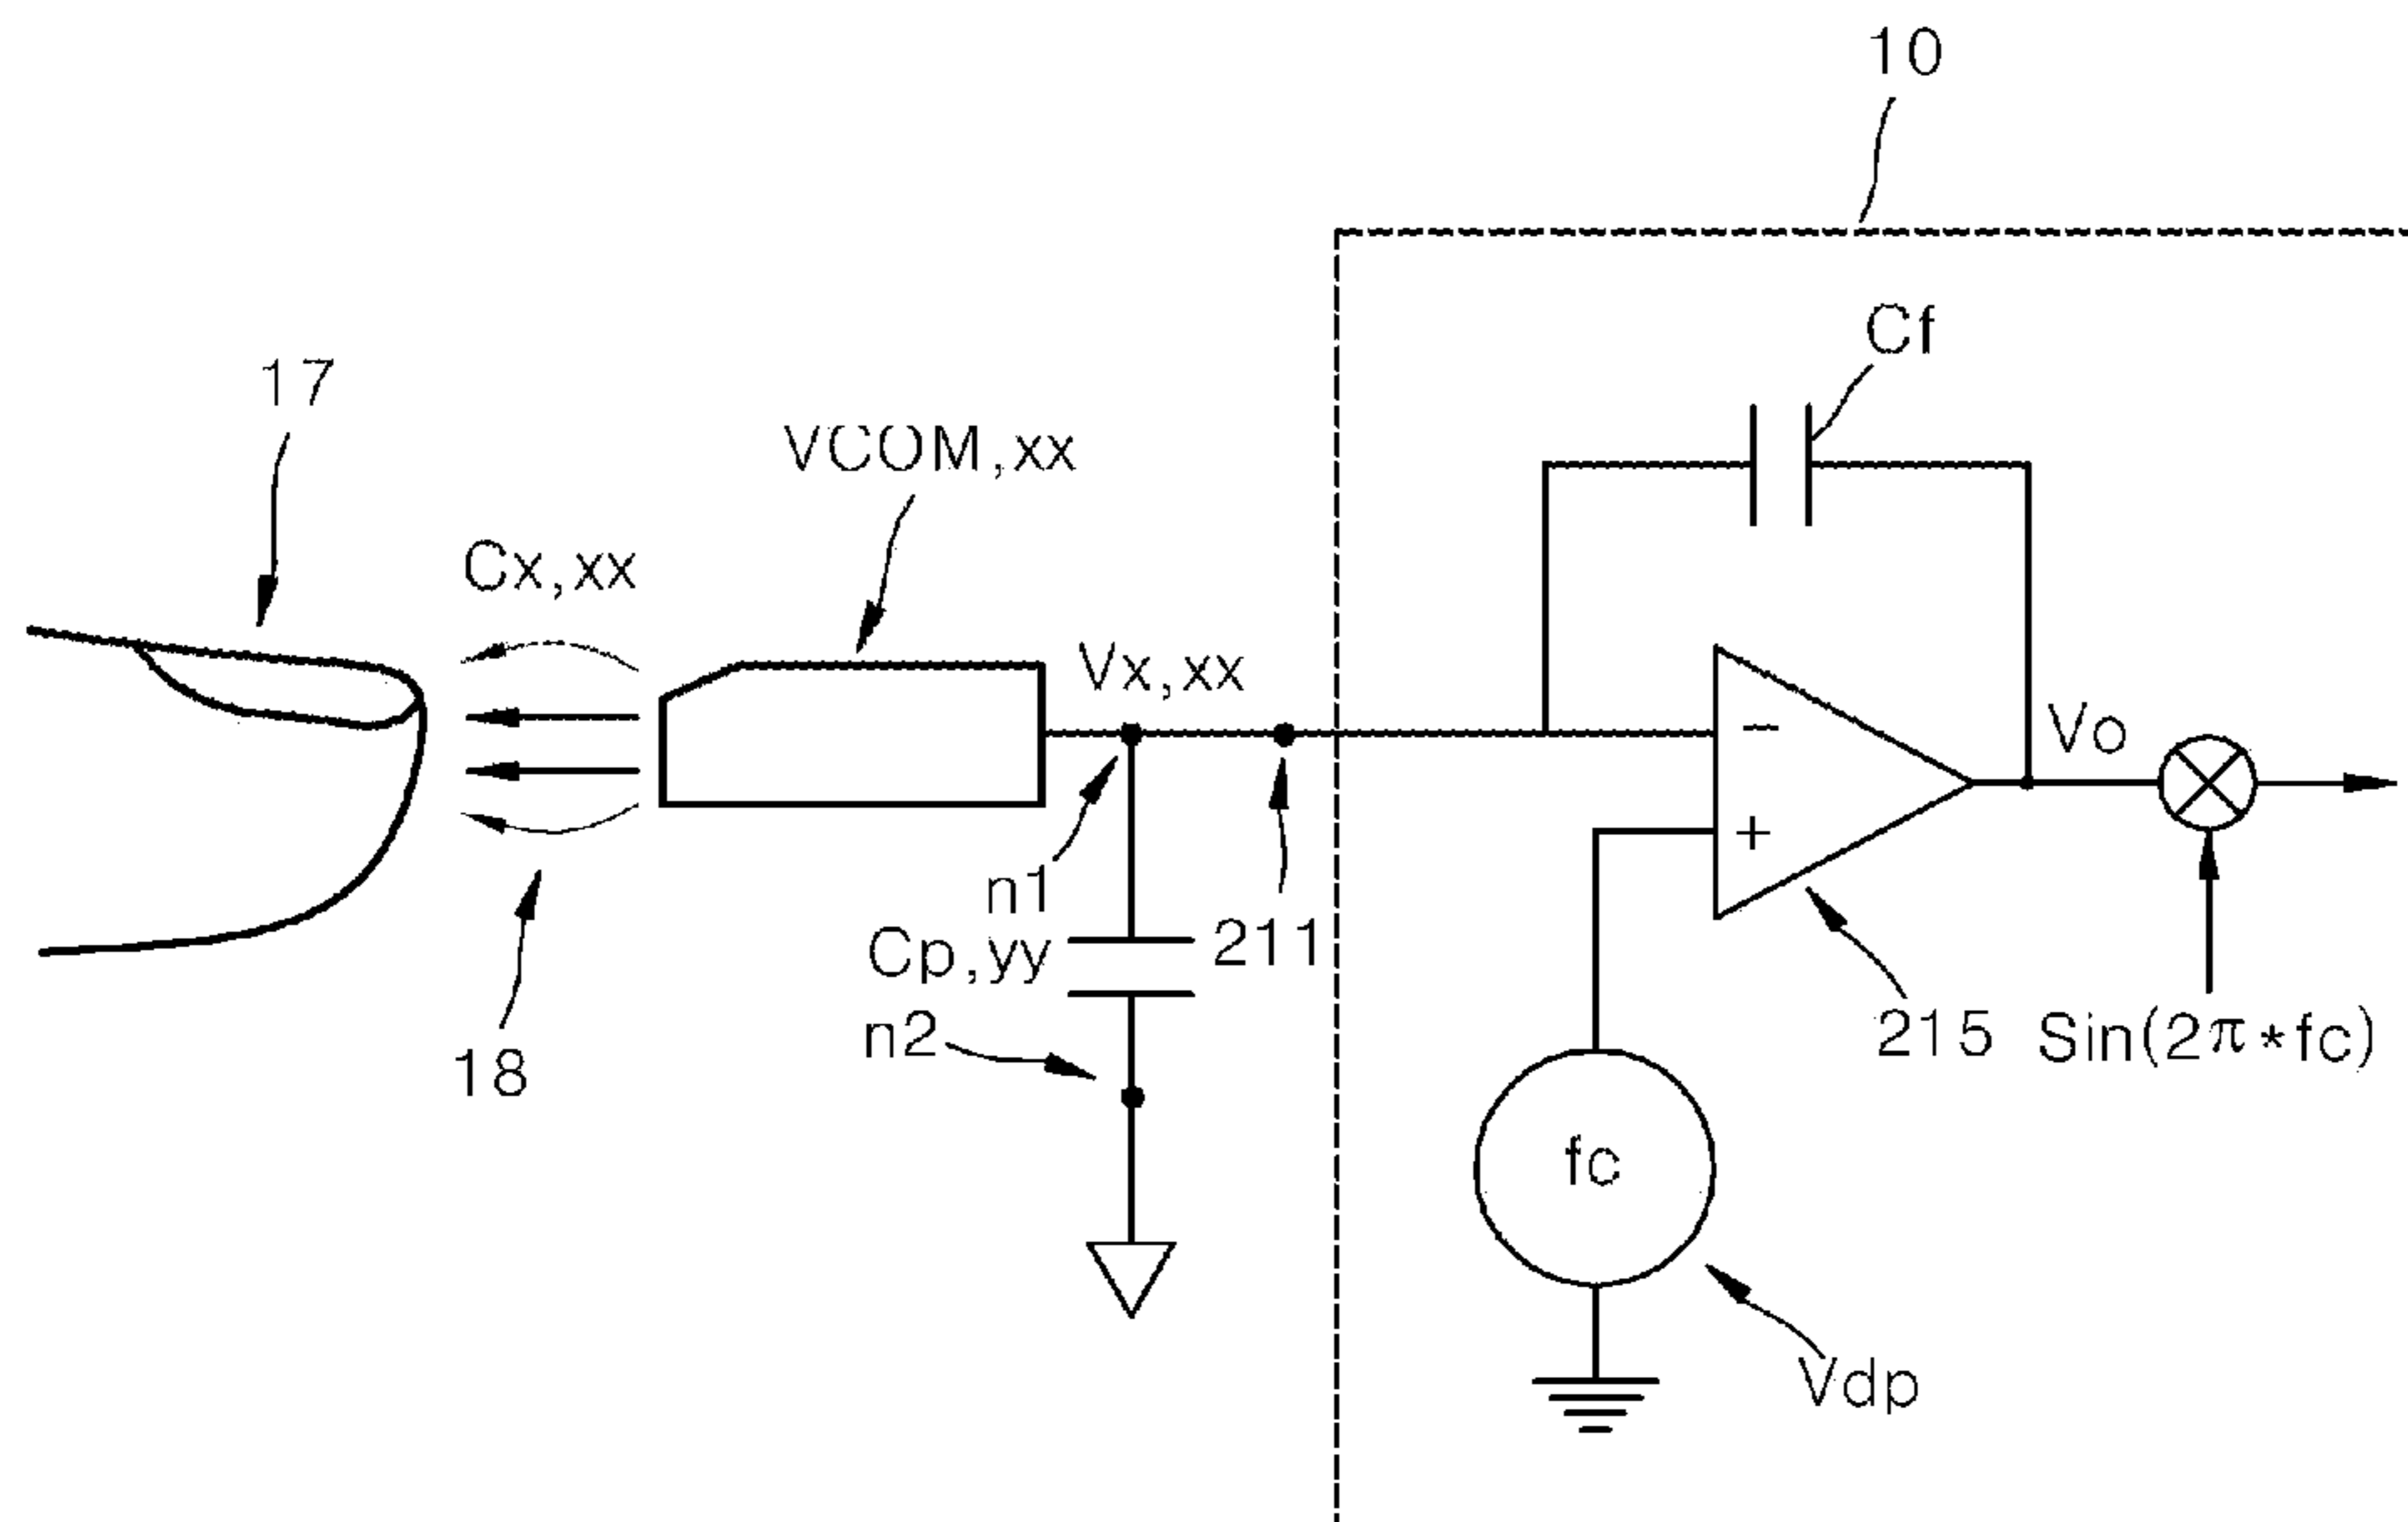 10
Cf
17
VCOM,xx
Cx,xx
Vx,xx
−
Vo
+
n1
Cp,yy
211
n2
215
Sin(2π*fc)
18
fc
Vdp